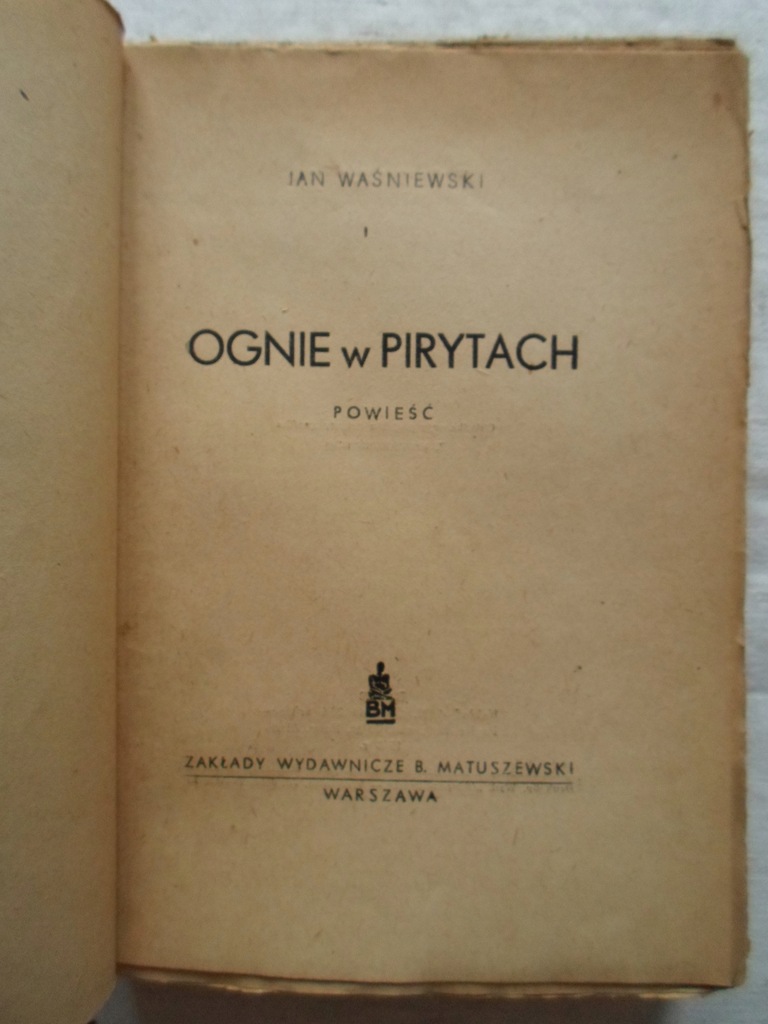 JAN WAŚNIEWSKI
OGNIE w PIRYTACH
POWIEŚĆ
BM
ZAKŁADY WYDAWNICZE B. MATUSZEWSKI
WARSZAWA